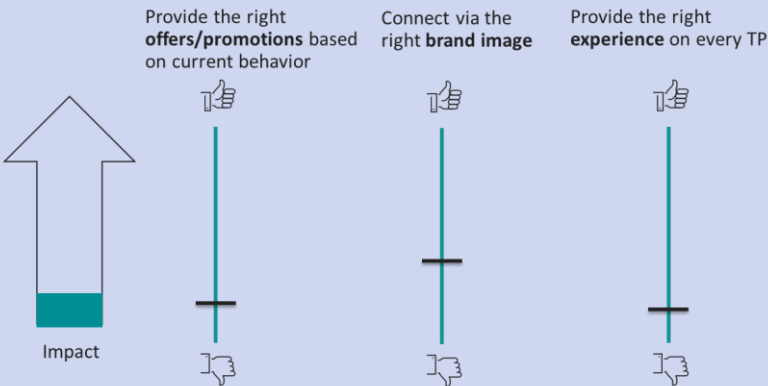 Provide the right
offers/promotions based
on current behavior
Connect via the
right brand image
Provide the right
experience on every TP
Impact